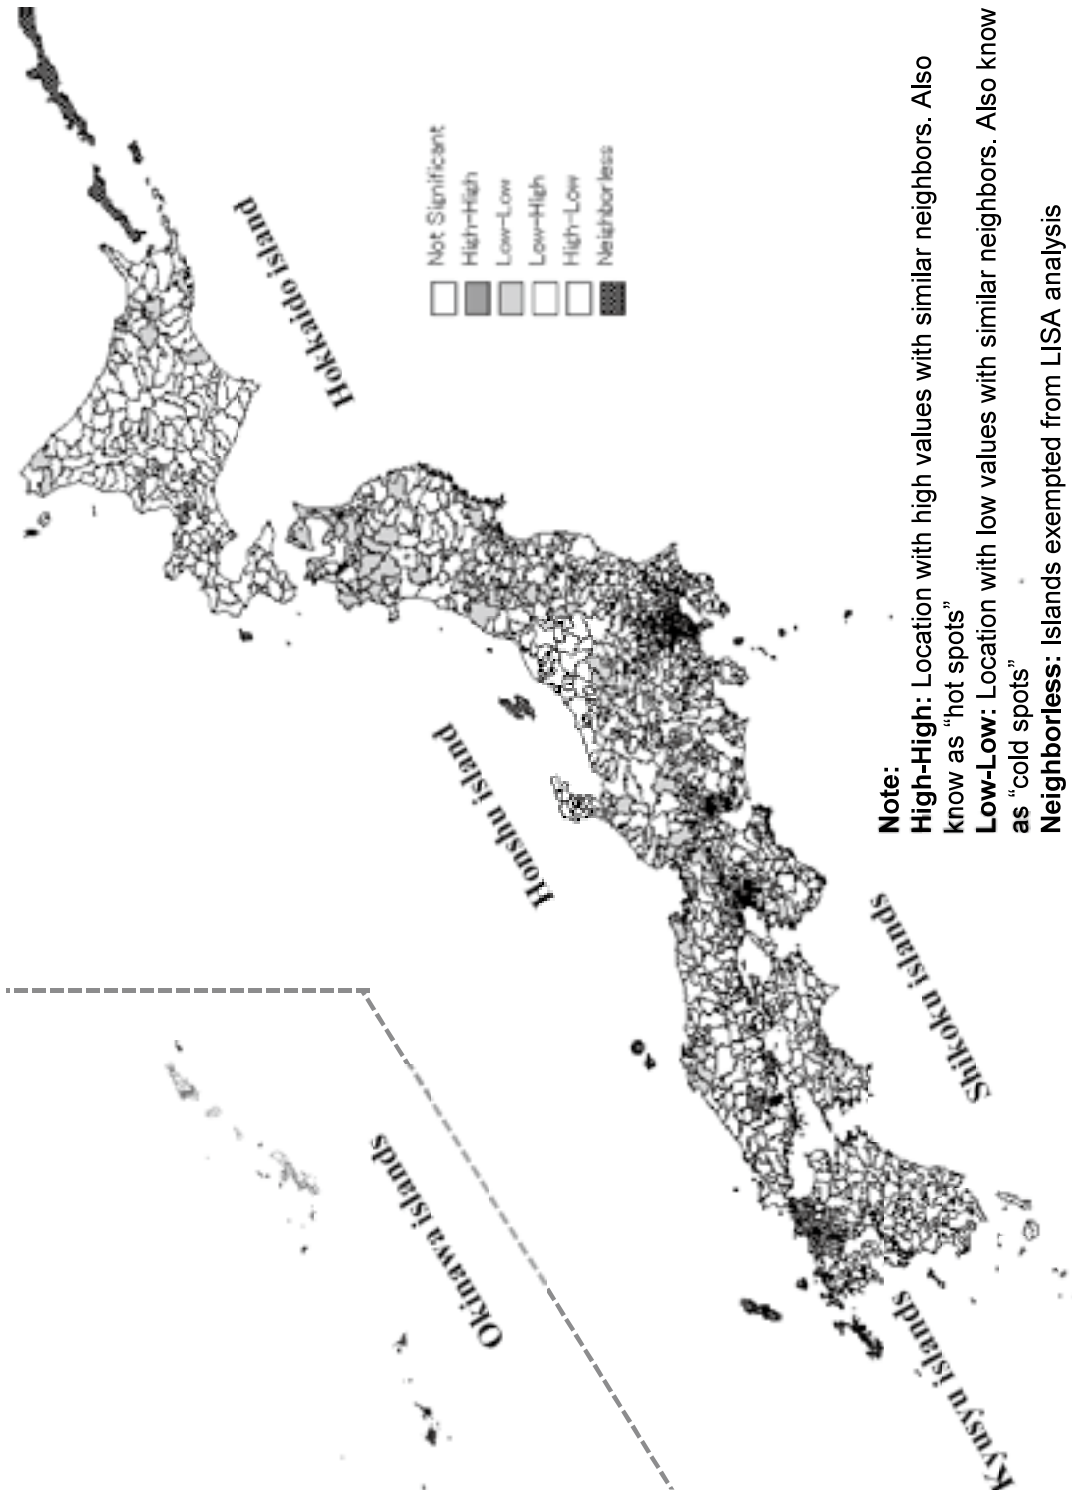 Hokkaido island
Honshu island
Okinawa islands
Shikoku islands
Kyusyu islands
Not Significant
High-High
Low-Low
Low-High
High-Low
Neighborless
Note:
High-High: Location with high values with similar neighbors. Also
know as “hot spots”
Low-Low: Location with low values with similar neighbors. Also know
as “cold spots”
Neighborless: Islands exempted from LISA analysis